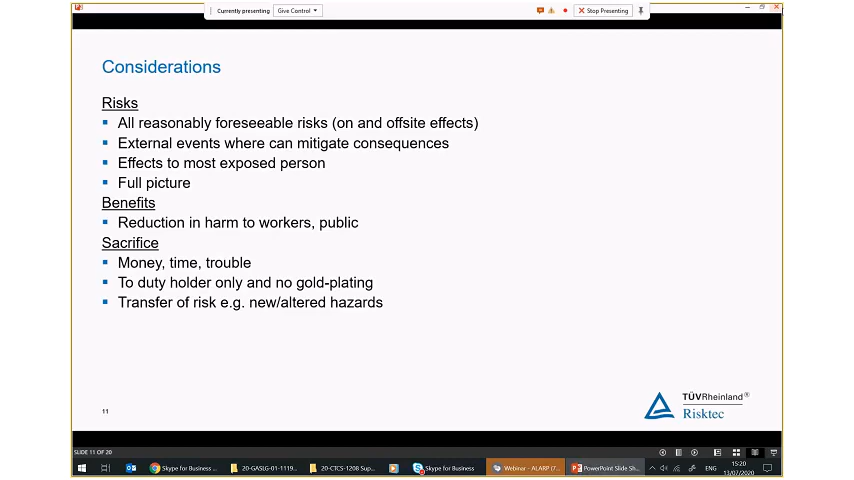 Currently presenting Give Control Stop Presenting
Considerations
Risks
All reasonably foreseeable risks (on and offsite effects)
External events where can mitigate consequences
Effects to most exposed person
Full picture
Benefits
Reduction in harm to workers, public
Sacrifice
Money, time, trouble
To duty holder only and no gold-plating
Transfer of risk e.g. new/altered hazards
TÜVRheinland®
Risktec
11
SLIDE 11 OF 20
Skype for Business ... 20-GASLG-01-1119... 20-CTCS-1208 Sup... Skype for Business Webinar - ALARP (7... PowerPoint Slide Sh... ENG 15:20
13/07/2020